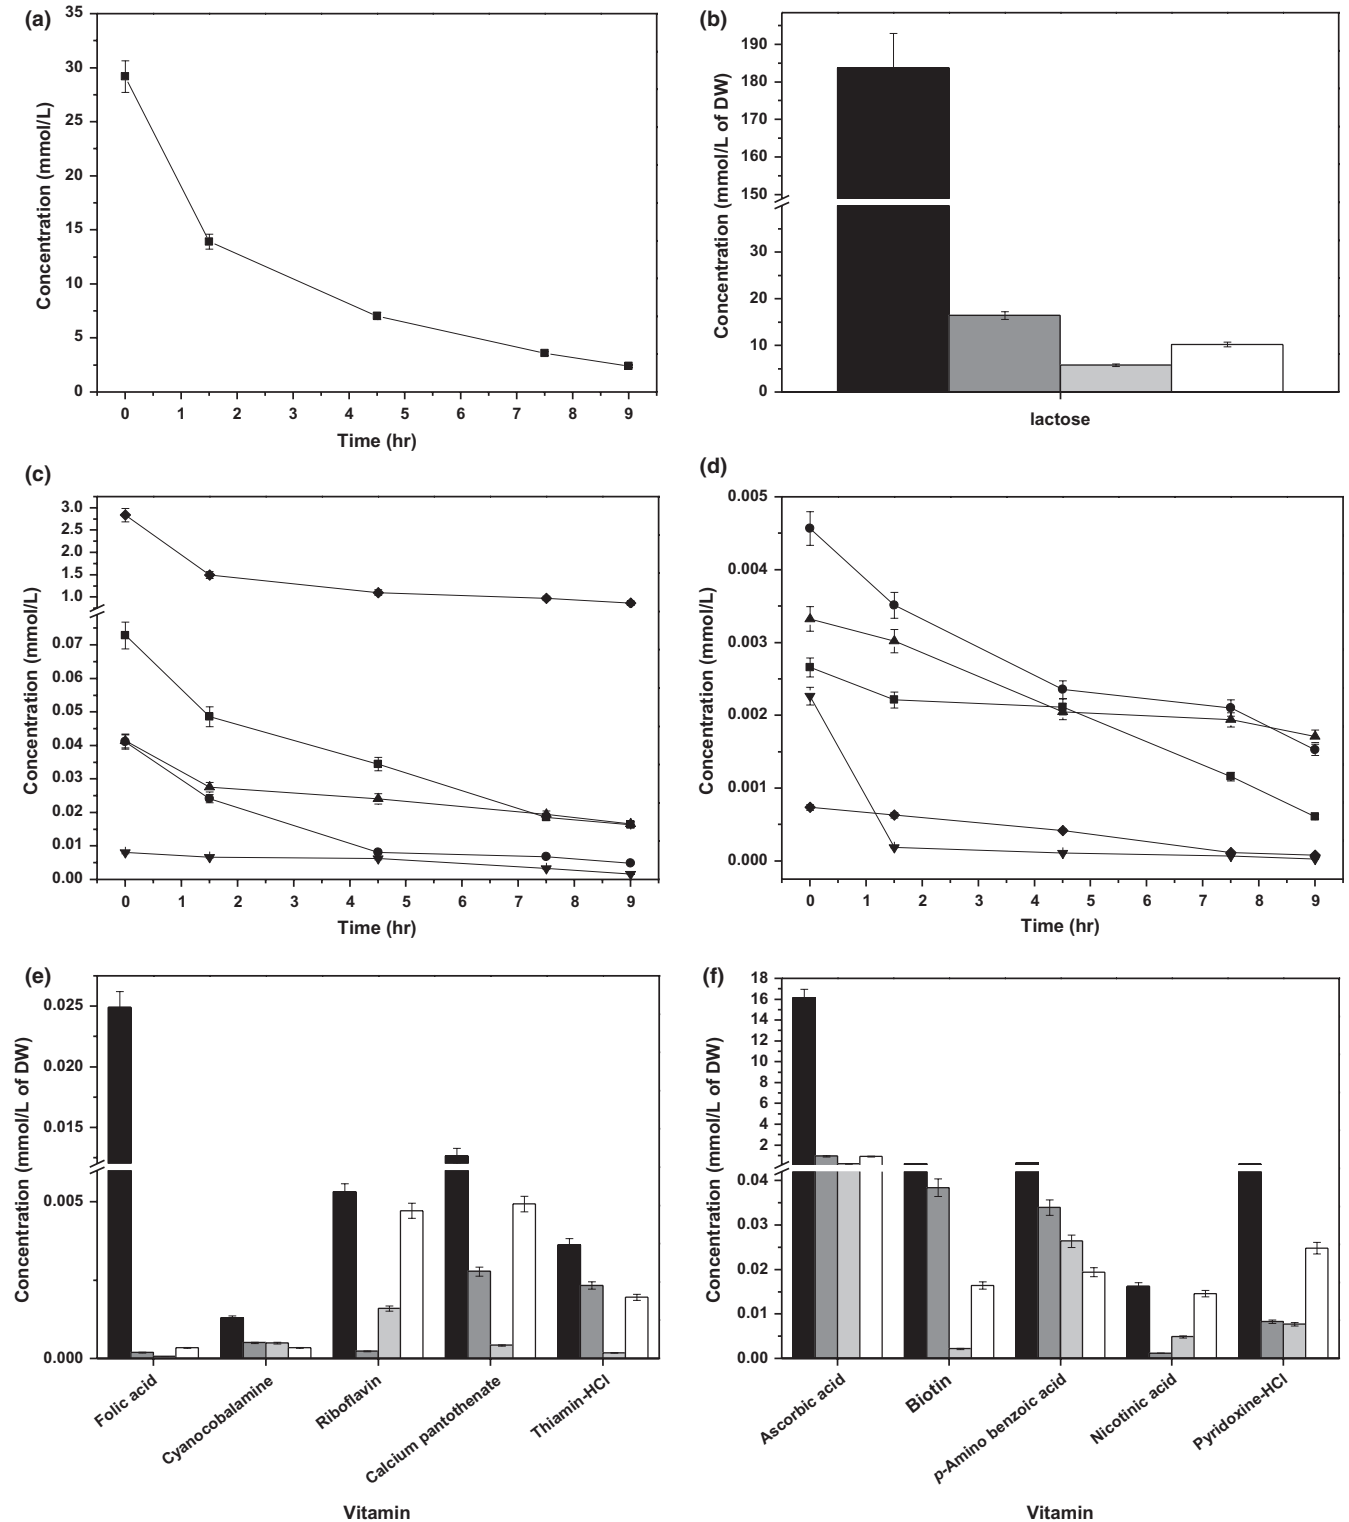 (a)
35
30
25
20
15
10
5
0
Concentration (mmol/L)
0 1 2 3 4 5 6 7 8 9
Time (hr)
(b)
190
180
170
160
150
30
20
10
0
Concentration (mmol/L of DW)
lactose
(c)
3.0
2.5
2.0
1.5
1.0
0.07
0.06
0.05
0.04
0.03
0.02
0.01
0.00
Concentration (mmol/L)
0 1 2 3 4 5 6 7 8 9
Time (hr)
(d)
0.005
0.004
0.003
0.002
0.001
0.000
Concentration (mmol/L)
0 1 2 3 4 5 6 7 8 9
Time (hr)
(e)
0.025
0.020
0.015
0.005
0.000
Concentration (mmol/L of DW)
Folic acid
Cyanocobalamine
Riboflavin
Calcium pantothenate
Thiamin-HCl
Vitamin
(f)
18
16
14
12
10
8
6
4
2
0.04
0.03
0.02
0.01
0.00
Concentration (mmol/L of DW)
Ascorbic acid
Biotin
p-Amino benzoic acid
Nicotinic acid
Pyridoxine-HCl
Vitamin